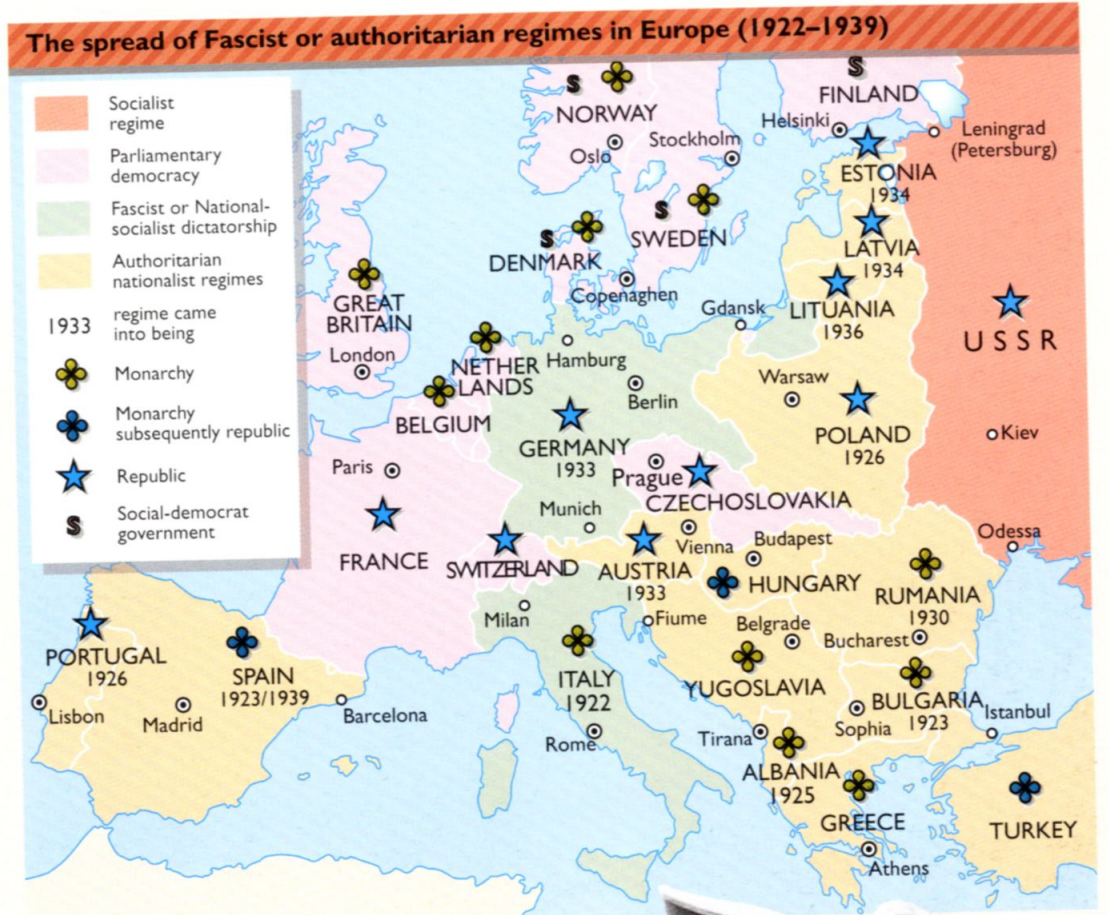 The spread of Fascist or authoritarian regimes in Europe (1922–1939)
Socialist
regime
Parliamentary
democracy
Fascist or National-
socialist dictatorship
Authoritarian
nationalist regimes
1933
regime came
into being
Monarchy
Monarchy
subsequently republic
Republic
S
Social-democrat
government
S
NORWAY
Oslo
Stockholm
S
FINLAND
Helsinki
Leningrad
(Petersburg)
ESTONIA
1934
S
SWEDEN
LATVIA
1934
S
DENMARK
Copenaghen
GREAT
BRITAIN
London
Gdansk
LITUANIA
1936
USSR
NETHER
LANDS
Hamburg
Berlin
Warsaw
BELGIUM
GERMANY
1933
POLAND
1926
Kiev
Paris
Prague
CZECHOSLOVAKIA
Munich
FRANCE
SWITZERLAND
AUSTRIA
1933
Vienna
Budapest
HUNGARY
Odessa
RUMANIA
1930
Milan
Fiume
Belgrade
Bucharest
PORTUGAL
1926
SPAIN
1923/1939
ITALY
1922
YUGOSLAVIA
BULGARIA
1923
Lisbon
Madrid
Barcelona
Rome
Tirana
Sophia
Istanbul
ALBANIA
1925
GREECE
Athens
TURKEY